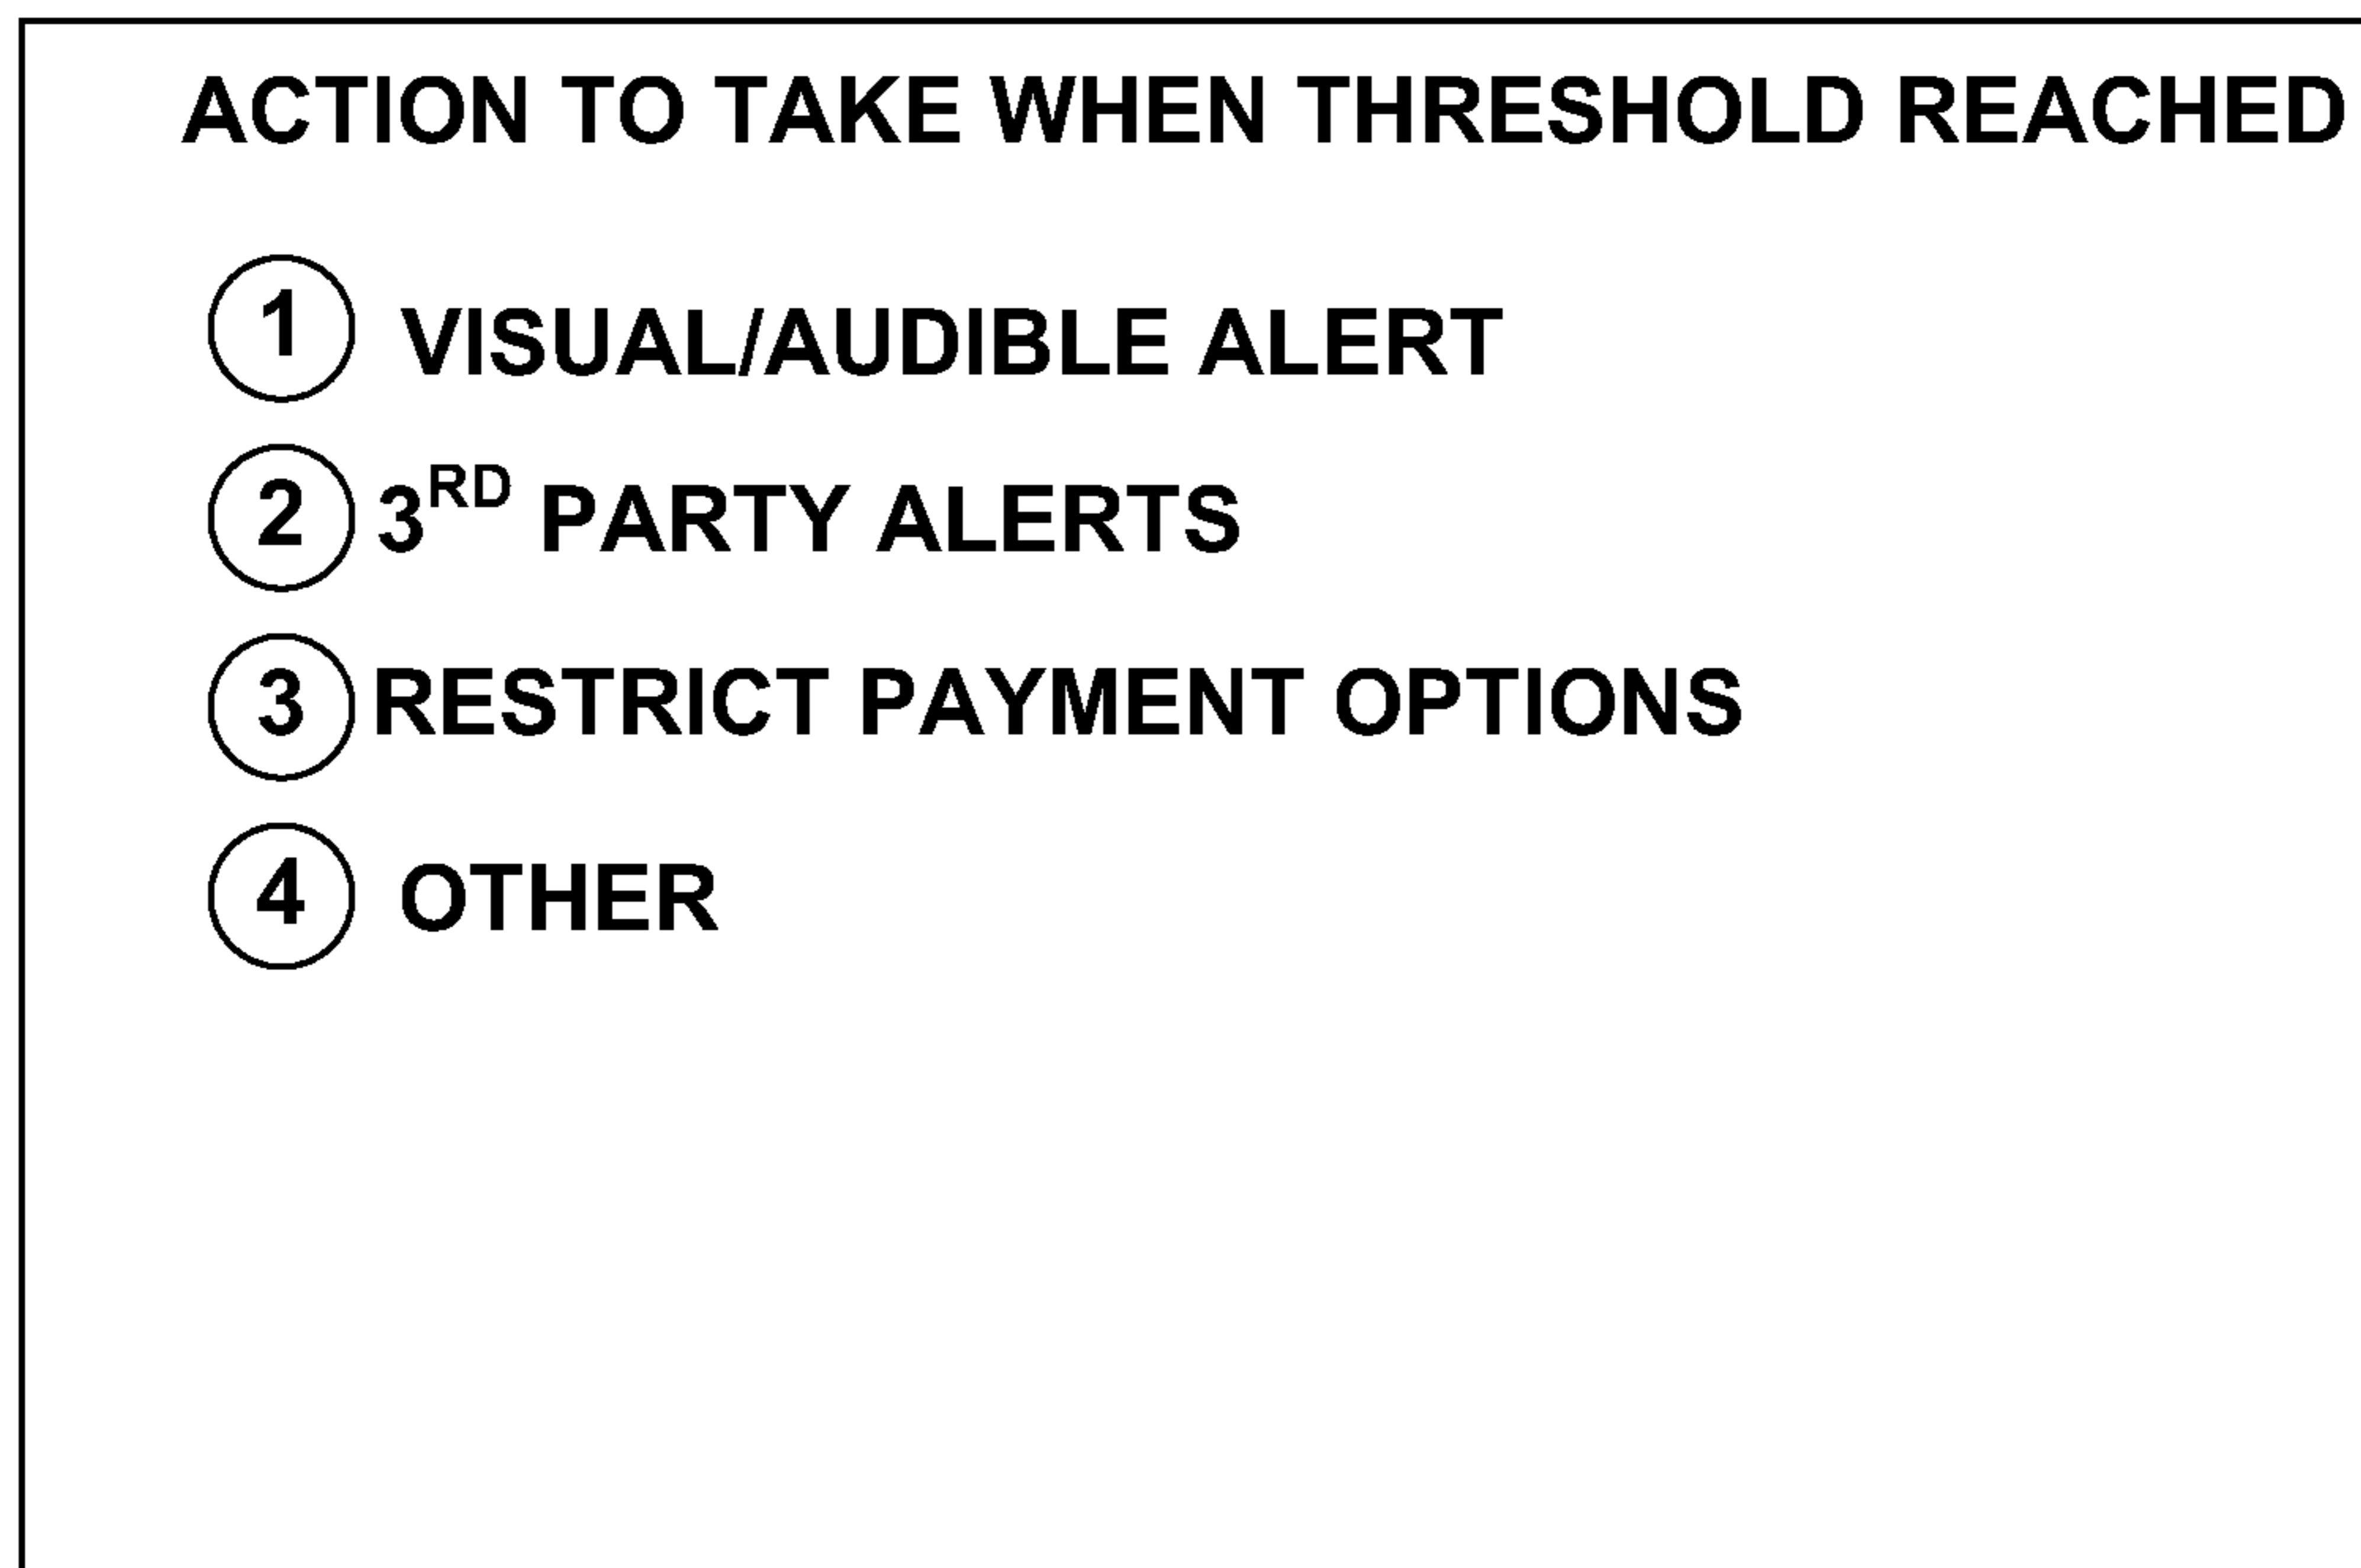 ACTION TO TAKE WHEN THRESHOLD REACHED
1 VISUAL/AUDIBLE ALERT
2 3RD PARTY ALERTS
3 RESTRICT PAYMENT OPTIONS
4 OTHER